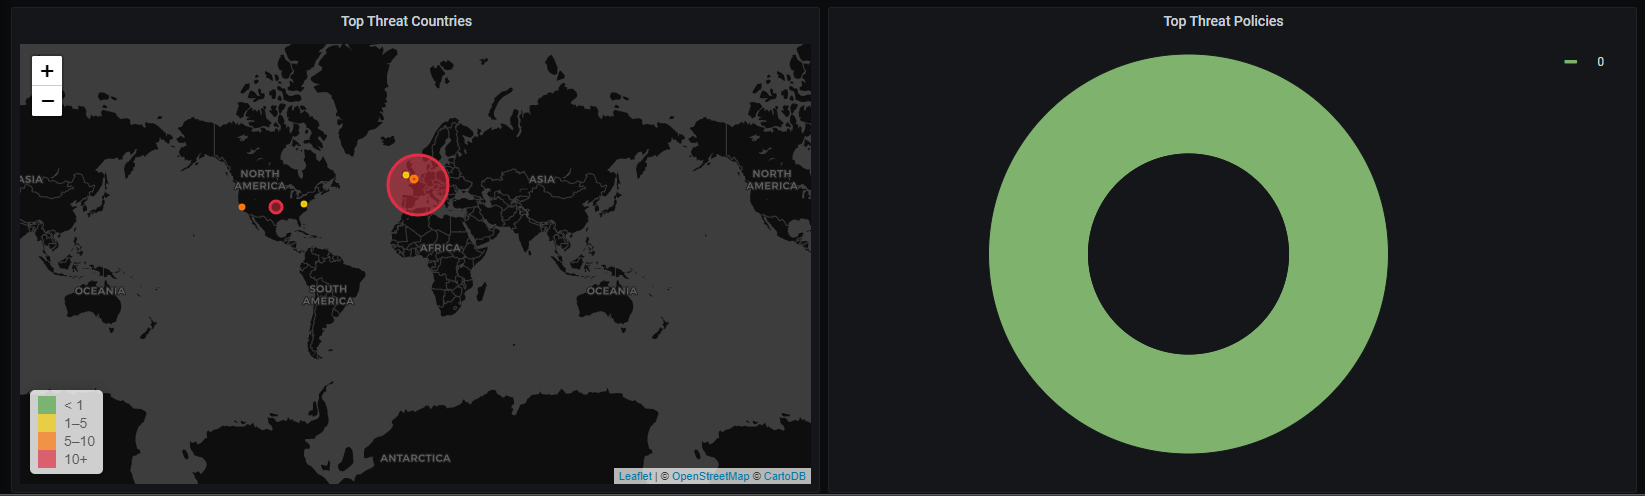 Top Threat Countries
+
−
ASIA
NORTH
AMERICA
ASIA
NORTH
AMERICA
AFRICA
OCEANIA
SOUTH
AMERICA
OCEANIA
ANTARCTICA
< 1
1–5
5–10
10+
Leaflet | © OpenStreetMap © CartoDB
Top Threat Policies
0